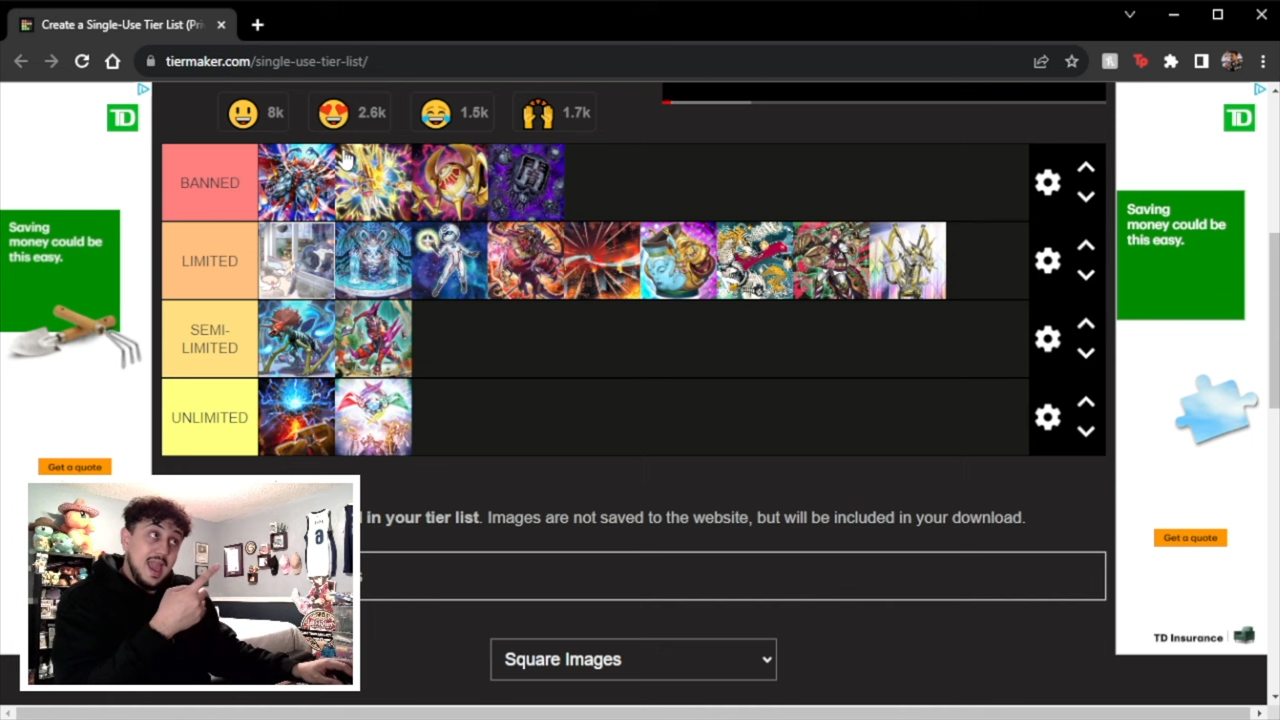 Create a Single-Use Tier List (Pri
tiermaker.com/single-use-tier-list/
8k
2.6k
1.5k
1.7k
TD
TD
BANNED
LIMITED
SEMI-
LIMITED
UNLIMITED
Saving
money could be
this easy.
Get a quote
Saving
money could be
this easy.
Get a quote
TD Insurance
in your tier list. Images are not saved to the website, but will be included in your download.
Square Images